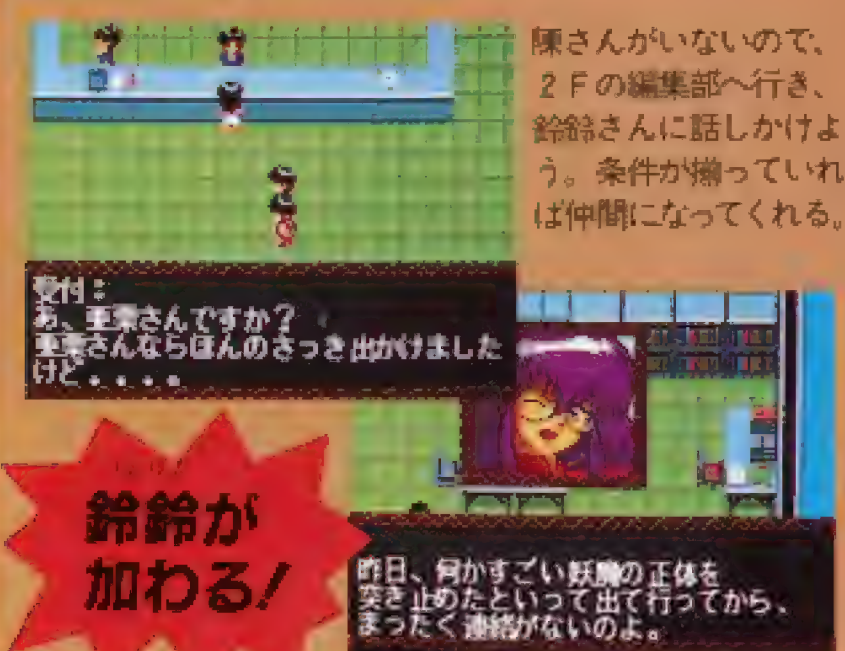 陳さんがいないので、
2Fの編集部へ行き、
鈴鈴さんに話しかけよ
う。条件が揃っていれ
ば仲間になってくれる。
受付：
あ、亜栗さんですか？
亜栗さんならほんのさっき出かけました
けど....
鈴鈴が
加わる！
昨日、何かすごい妖魔の正体を
突き止めたといって出て行ってから、
まったく連絡がないのよ。